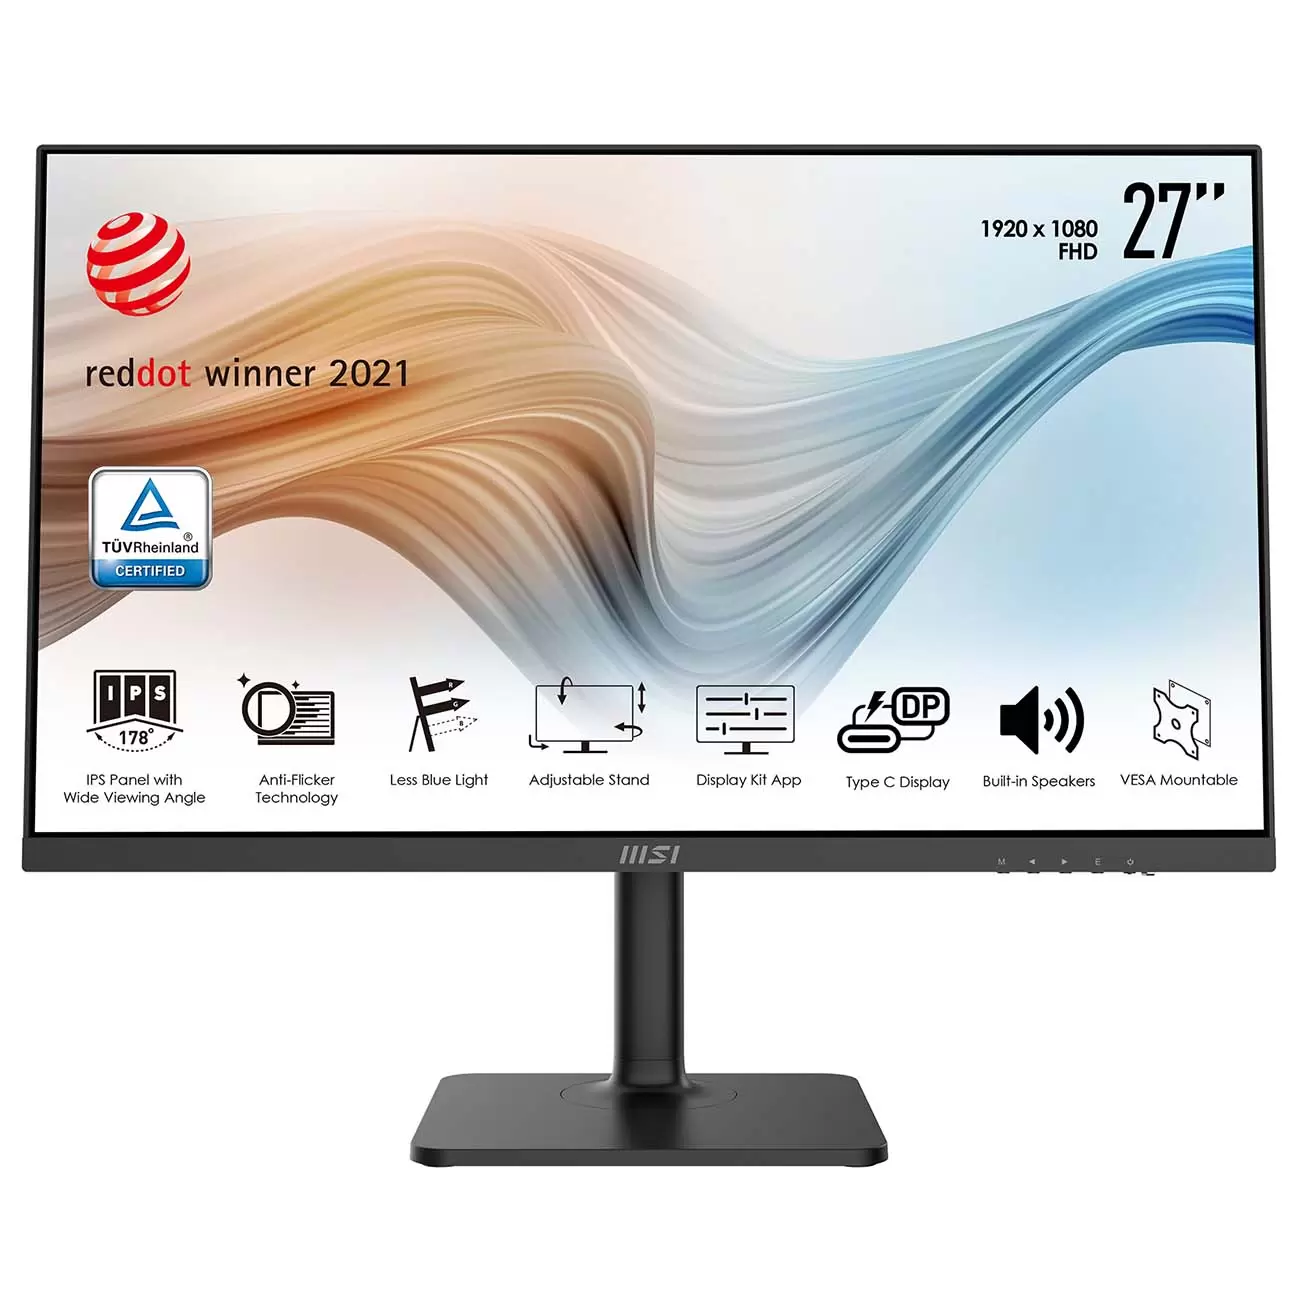 27"
1920 x 1080
FHD
reddot winner 2021
TÜVRheinland®
CERTIFIED
IPS
178°
R
G
B
DP
IPS Panel with
Wide Viewing Angle
Anti-Flicker
Technology
Less Blue Light
Adjustable Stand
Display Kit App
Type C Display
Built-in Speakers
VESA Mountable
msi
M
E